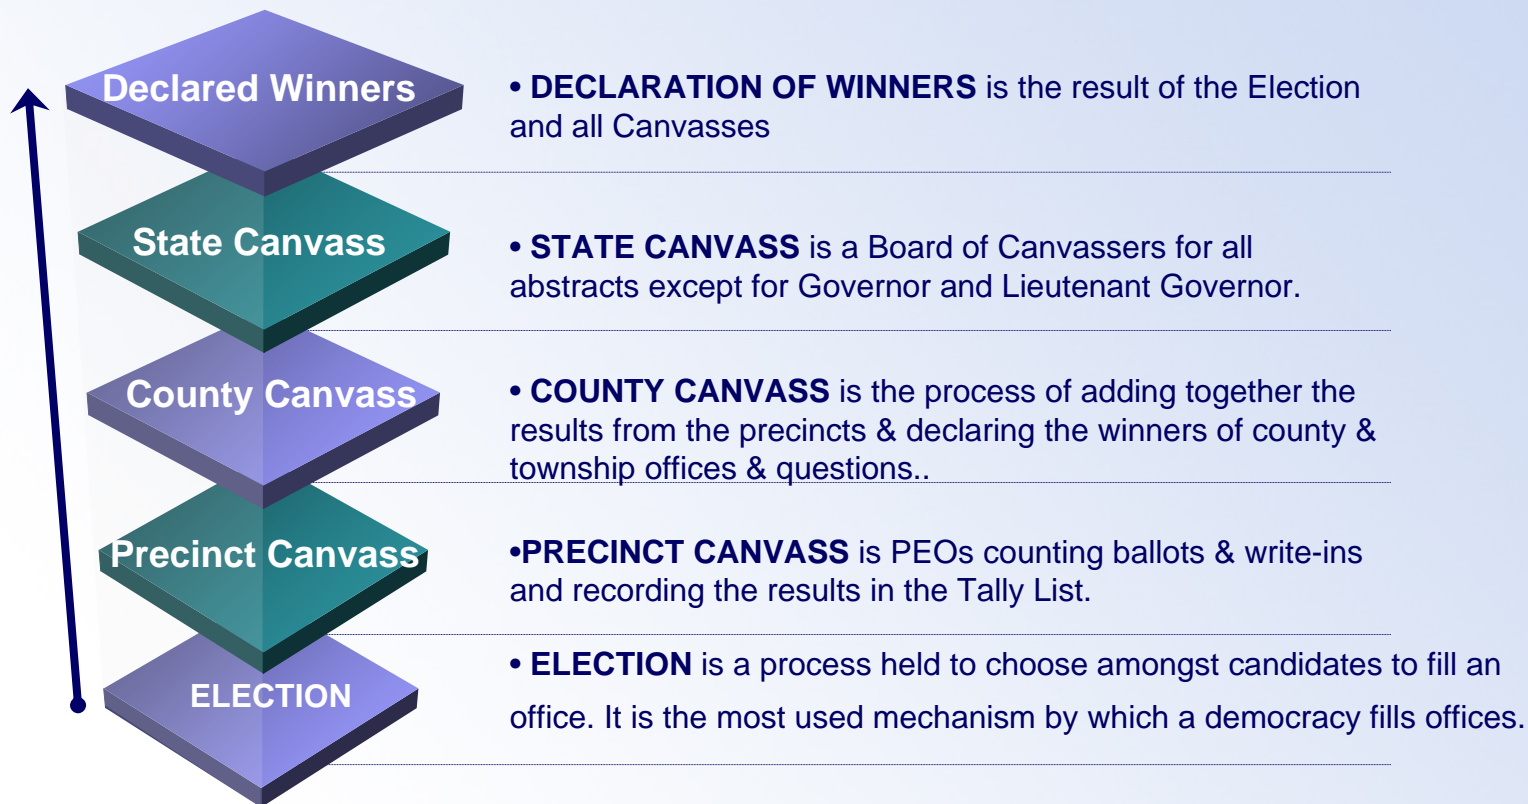 Declared Winners
• DECLARATION OF WINNERS is the result of the Election
and all Canvasses
State Canvass
• STATE CANVASS is a Board of Canvassers for all
abstracts except for Governor and Lieutenant Governor.
County Canvass
• COUNTY CANVASS is the process of adding together the
results from the precincts & declaring the winners of county &
township offices & questions..
Precinct Canvass
•PRECINCT CANVASS is PEOs counting ballots & write-ins
and recording the results in the Tally List.
ELECTION
• ELECTION is a process held to choose amongst candidates to fill an
office. It is the most used mechanism by which a democracy fills offices.